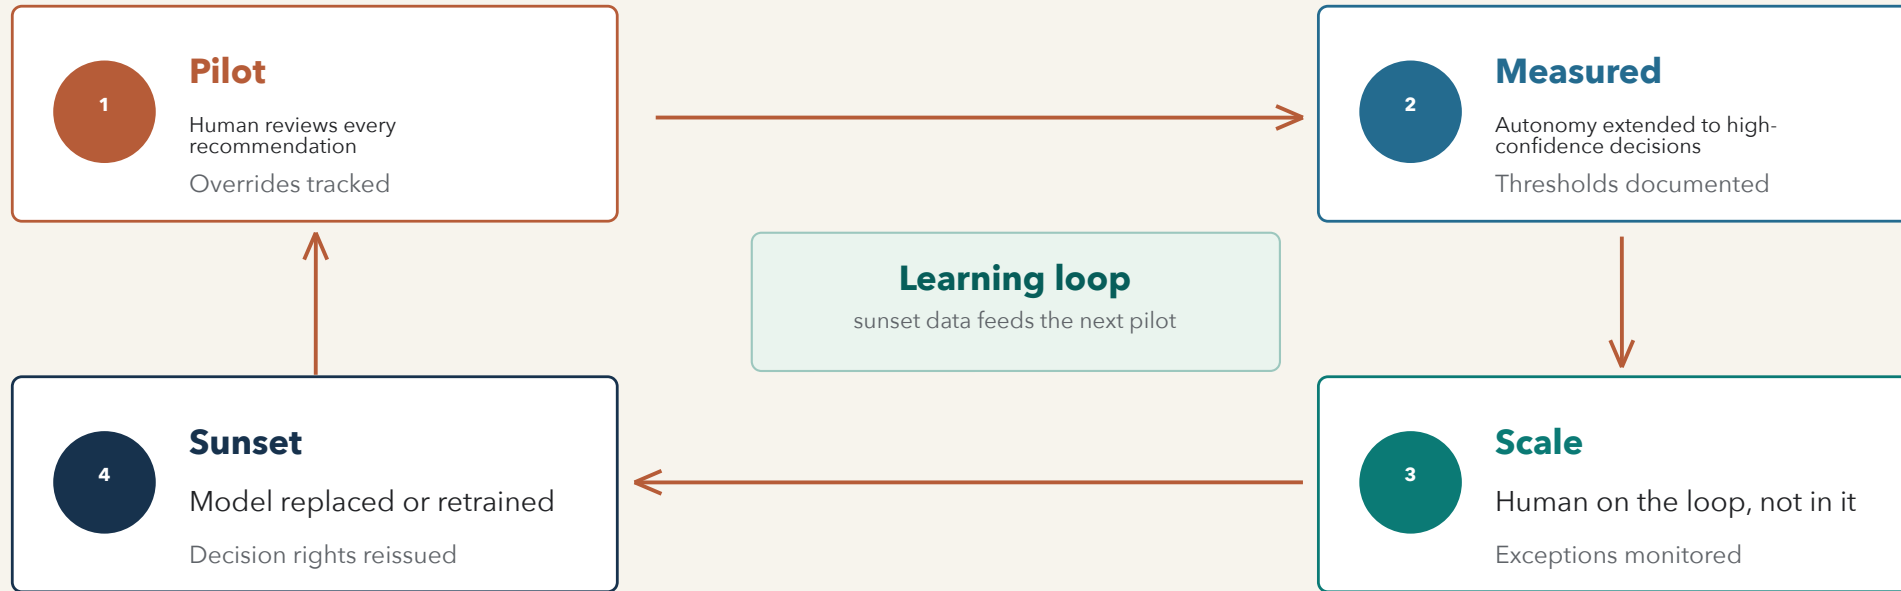 1
Pilot
Human reviews every
recommendation
Overrides tracked
2
Measured
Autonomy extended to high-
confidence decisions
Thresholds documented
Learning loop
sunset data feeds the next pilot
4
Sunset
Model replaced or retrained
Decision rights reissued
3
Scale
Human on the loop, not in it
Exceptions monitored